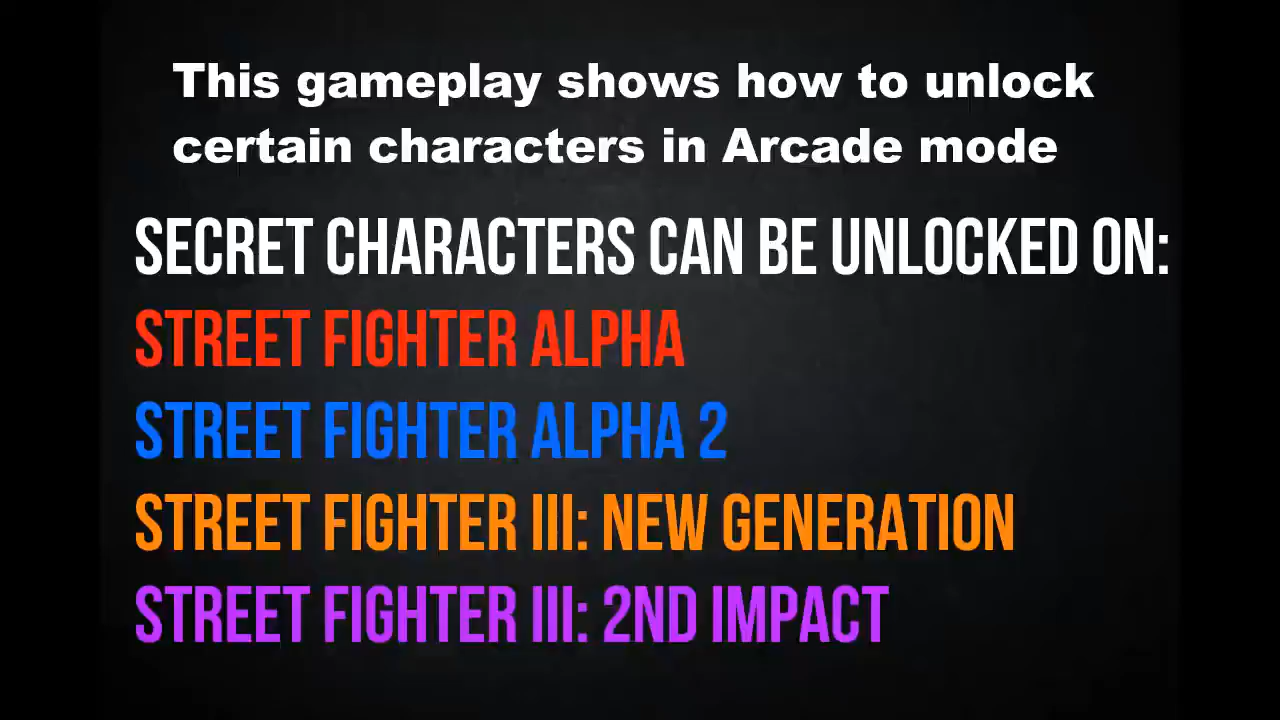 This gameplay shows how to unlock
certain characters in Arcade mode
SECRET CHARACTERS CAN BE UNLOCKED ON:
STREET FIGHTER ALPHA
STREET FIGHTER ALPHA 2
STREET FIGHTER III: NEW GENERATION
STREET FIGHTER III: 2ND IMPACT